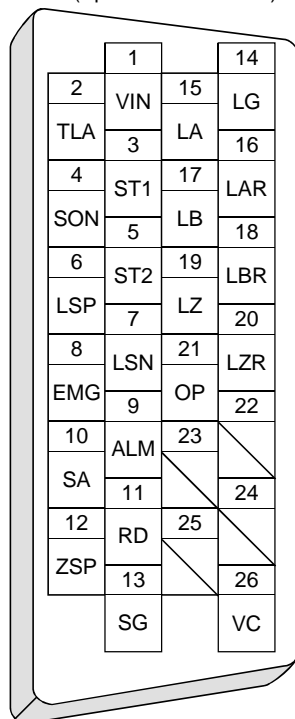 1 14
2 VIN 15 LG
TLA 3 LA 16
4 ST1 17 LAR
SON 5 LB 18
6 ST2 19 LBR
LSP 7 LZ 20
8 LSN 21 LZR
EMG 9 OP 22
10 ALM 23
SA 11 24
12 RD 25
ZSP 13 26
SG VC